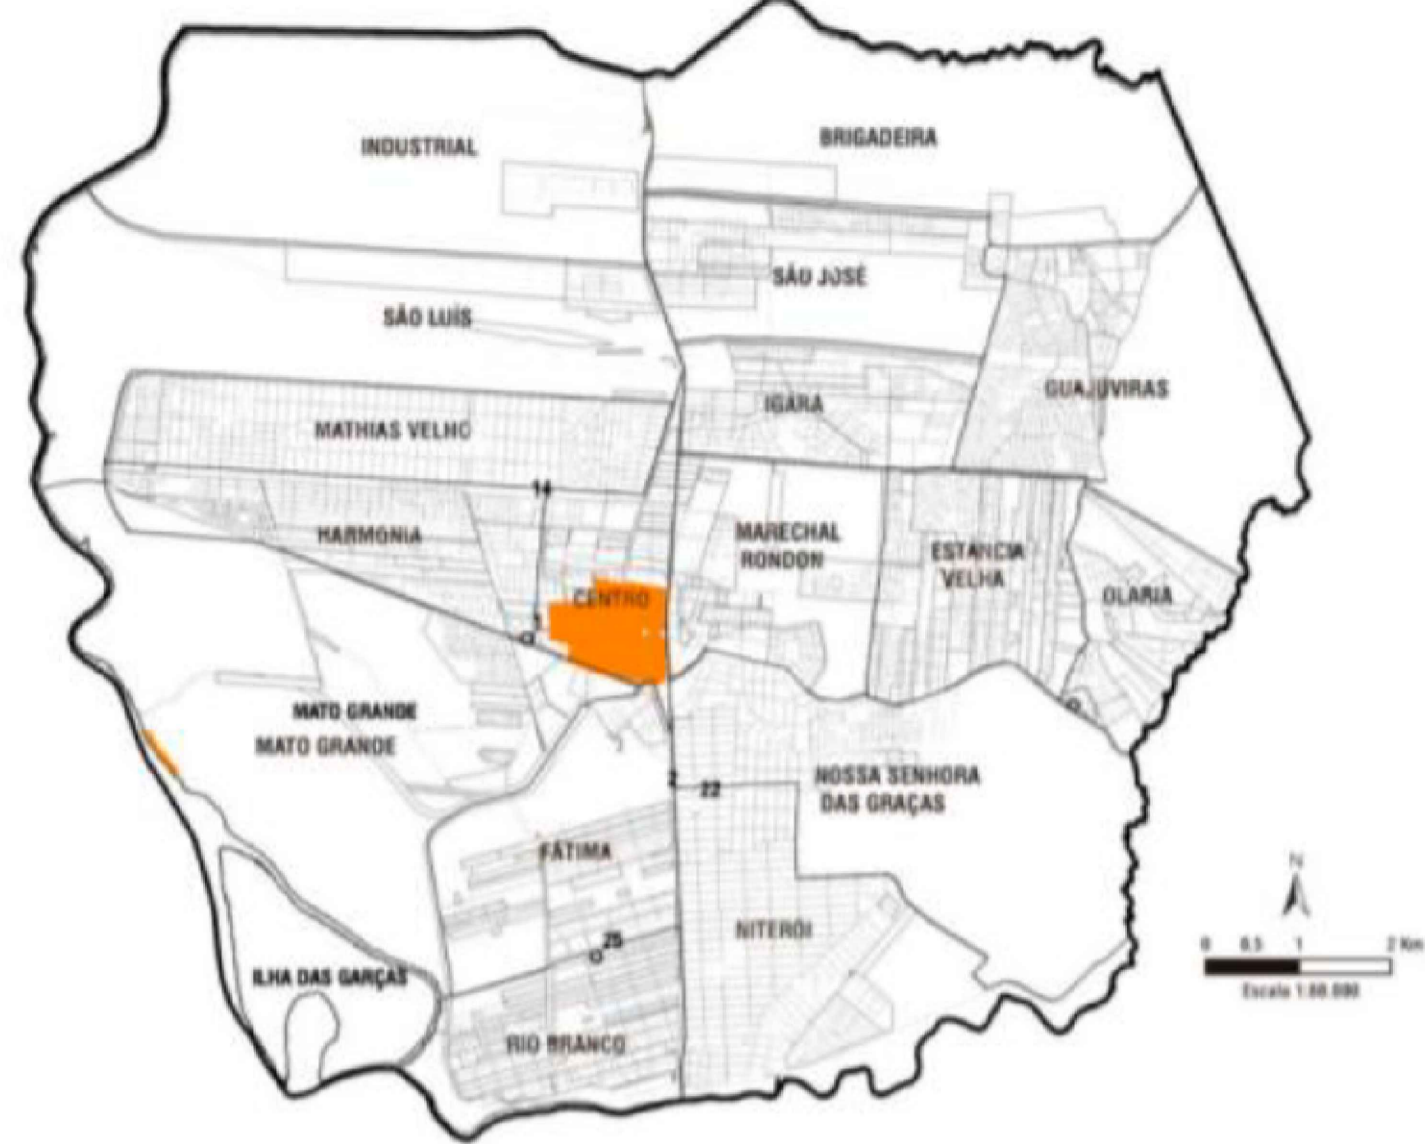 INDUSTRIAL
BRIGADEIRA
SÃO JOSÉ
SÃO LUÍS
GUAJUVIRAS
IGARA
MATHIAS VELHO
14
HARMONIA
MARECHAL
RONDON
ESTANCIA
VELHA
OLARIA
CENTRO
1
MATO GRANDE
MATO GRANDE
2
22
NOSSA SENHORA
DAS GRAÇAS
FÁTIMA
25
NITERÓI
ILHA DAS GARÇAS
RIO BRANCO
N
0 0.5 1 2 Km
Escala